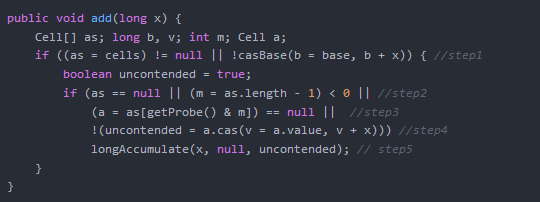 public void add(long x) {
    Cell[] as; long b, v; int m; Cell a;
    if ((as = cells) != null || !casBase(b = base, b + x)) { //step1
        boolean uncontended = true;
        if (as == null || (m = as.length - 1) < 0 || //step2
            (a = as[getProbe() & m]) == null ||  //step3
            !(uncontended = a.cas(v = a.value, v + x))) //step4
            longAccumulate(x, null, uncontended); // step5
    }
}